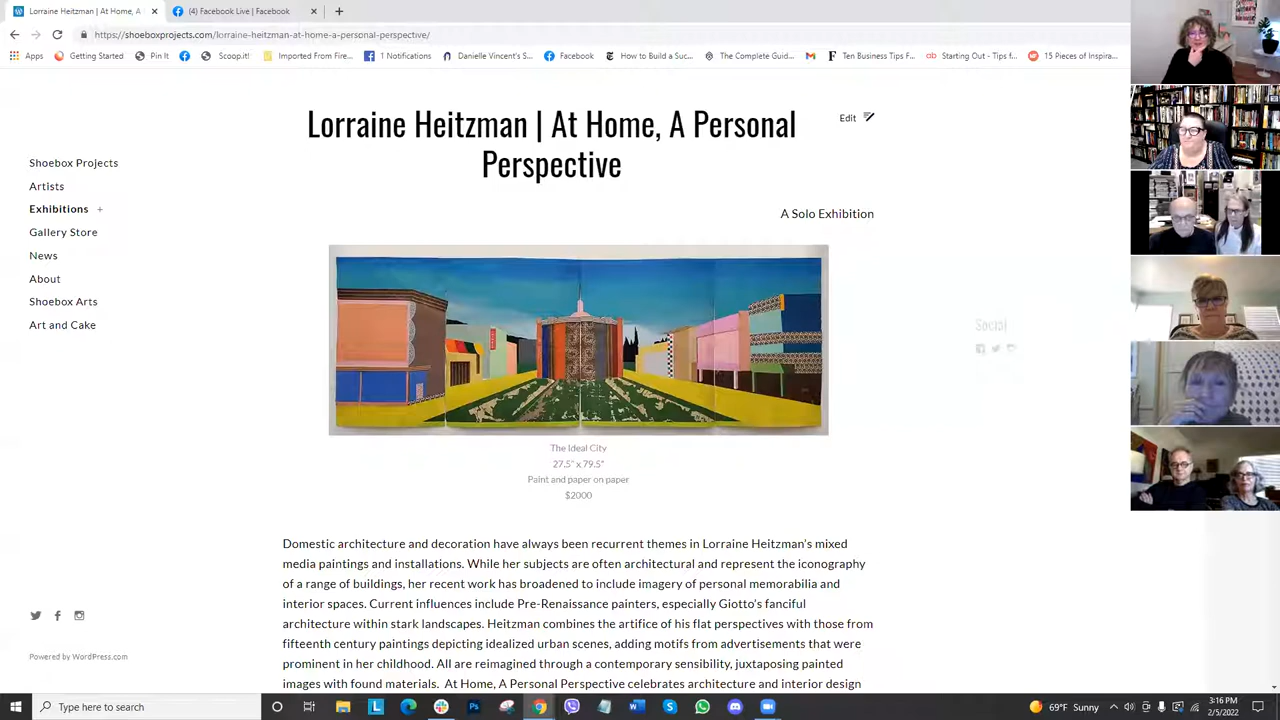 Lorraine Heitzman | At Home, A
(4) Facebook Live | Facebook
https://shoeboxprojects.com/lorraine-heitzman-at-home-a-personal-perspective/
Apps
Getting Started
Pin It
Scoopit!
Imported From Fire...
1 Notifications
Danielle Vincent's...
Facebook
How to Build a Suc...
The Complete Guid...
Ten Business Tips F...
Starting Out - Tips f...
15 Pieces of Inspira...
Lorraine Heitzman | At Home, A Personal
Perspective
Edit
Shoebox Projects
Artists
Exhibitions +
Gallery Store
News
About
Shoebox Arts
Art and Cake
A Solo Exhibition
Social
The Ideal City
27.5" x 79.5"
Paint and paper on paper
$2000
Domestic architecture and decoration have always been recurrent themes in Lorraine Heitzman's mixed
media paintings and installations. While her subjects are often architectural and represent the iconography
of a range of buildings, her recent work has broadened to include imagery of personal memorabilia and
interior spaces. Current influences include Pre-Renaissance painters, especially Giotto's fanciful
architecture within stark landscapes. Heitzman combines the artifice of his flat perspectives with those from
fifteenth century paintings depicting idealized urban scenes, adding motifs from advertisements that were
prominent in her childhood. All are reimagined through a contemporary sensibility, juxtaposing painted
images with found materials. At Home, A Personal Perspective celebrates architecture and interior design
Powered by WordPress.com
Type here to search
69°F Sunny
3:16 PM
2/5/2022